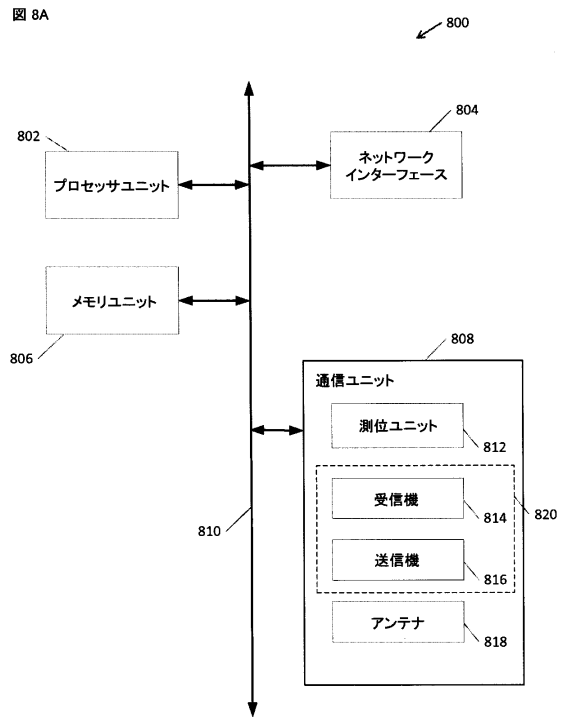 図 8A
800
802
804
プロセッサユニット
ネットワーク
インターフェース
メモリユニット
806
808
通信ユニット
測位ユニット
812
受信機
814
820
810
送信機
816
アンテナ
818